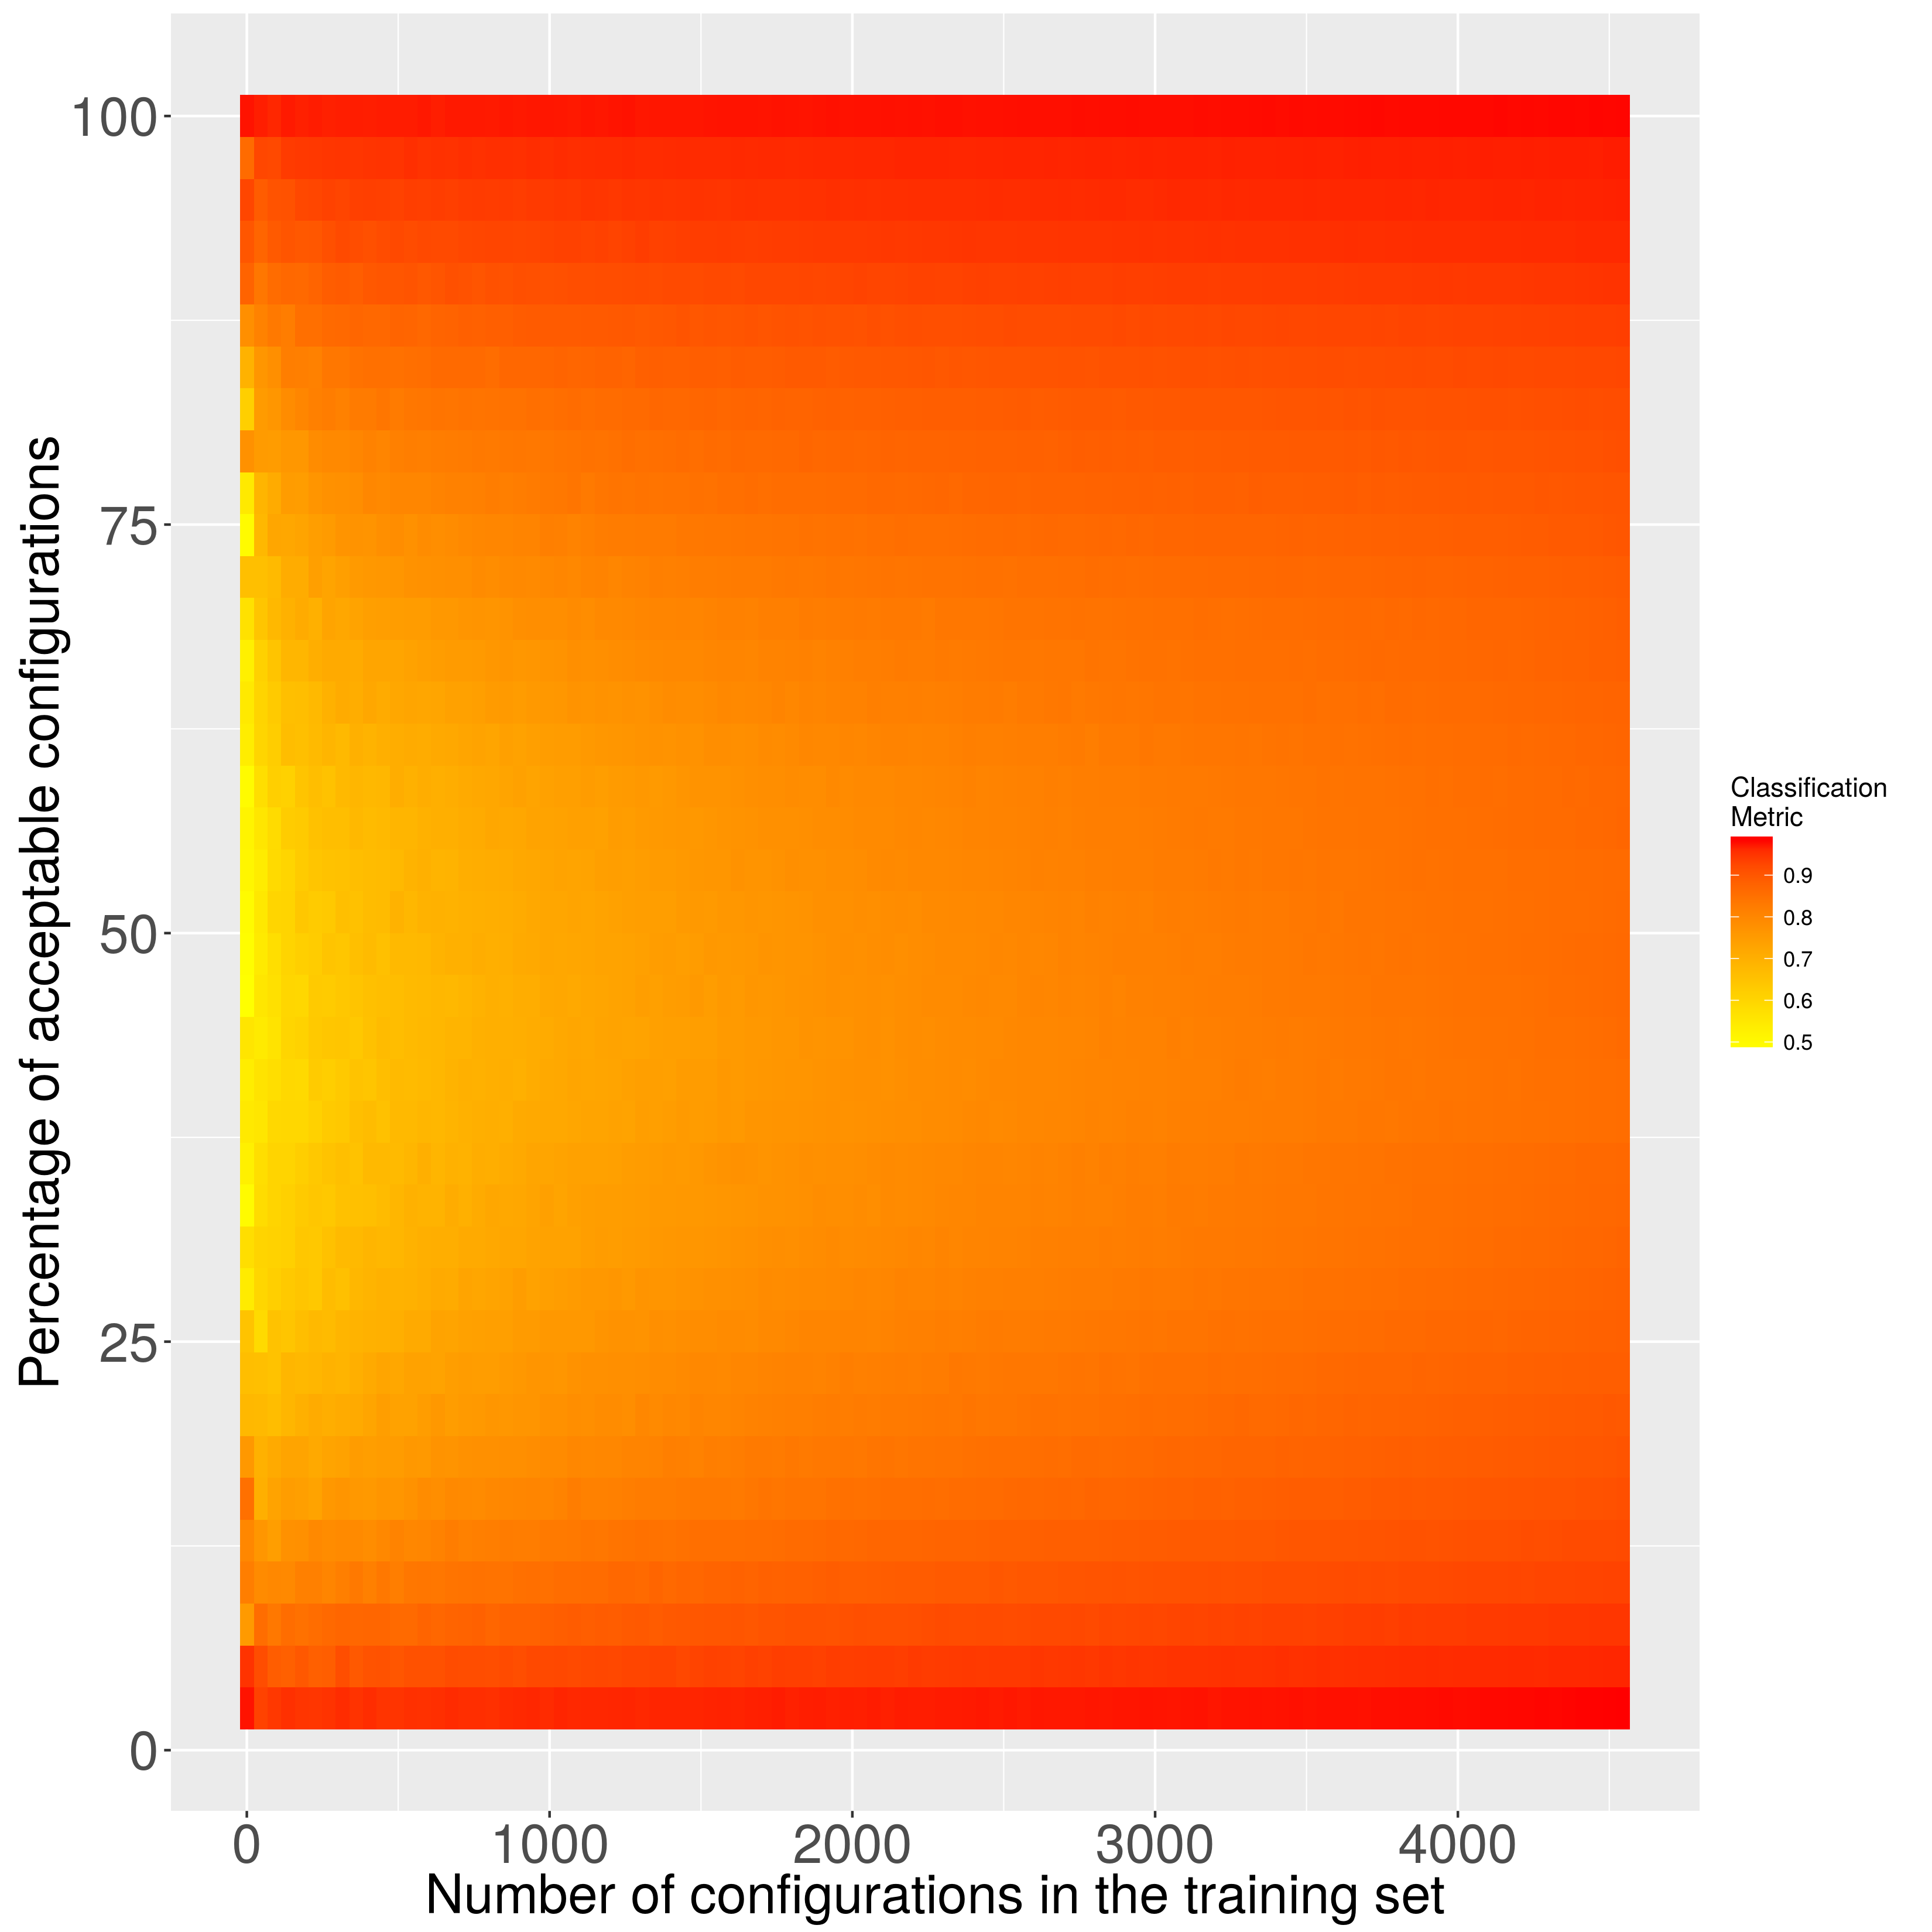 Percentage of acceptable configurations
100
75
50
25
0
0 1000 2000 3000 4000
Number of configurations in the training set
Classification
Metric
0.9
0.8
0.7
0.6
0.5